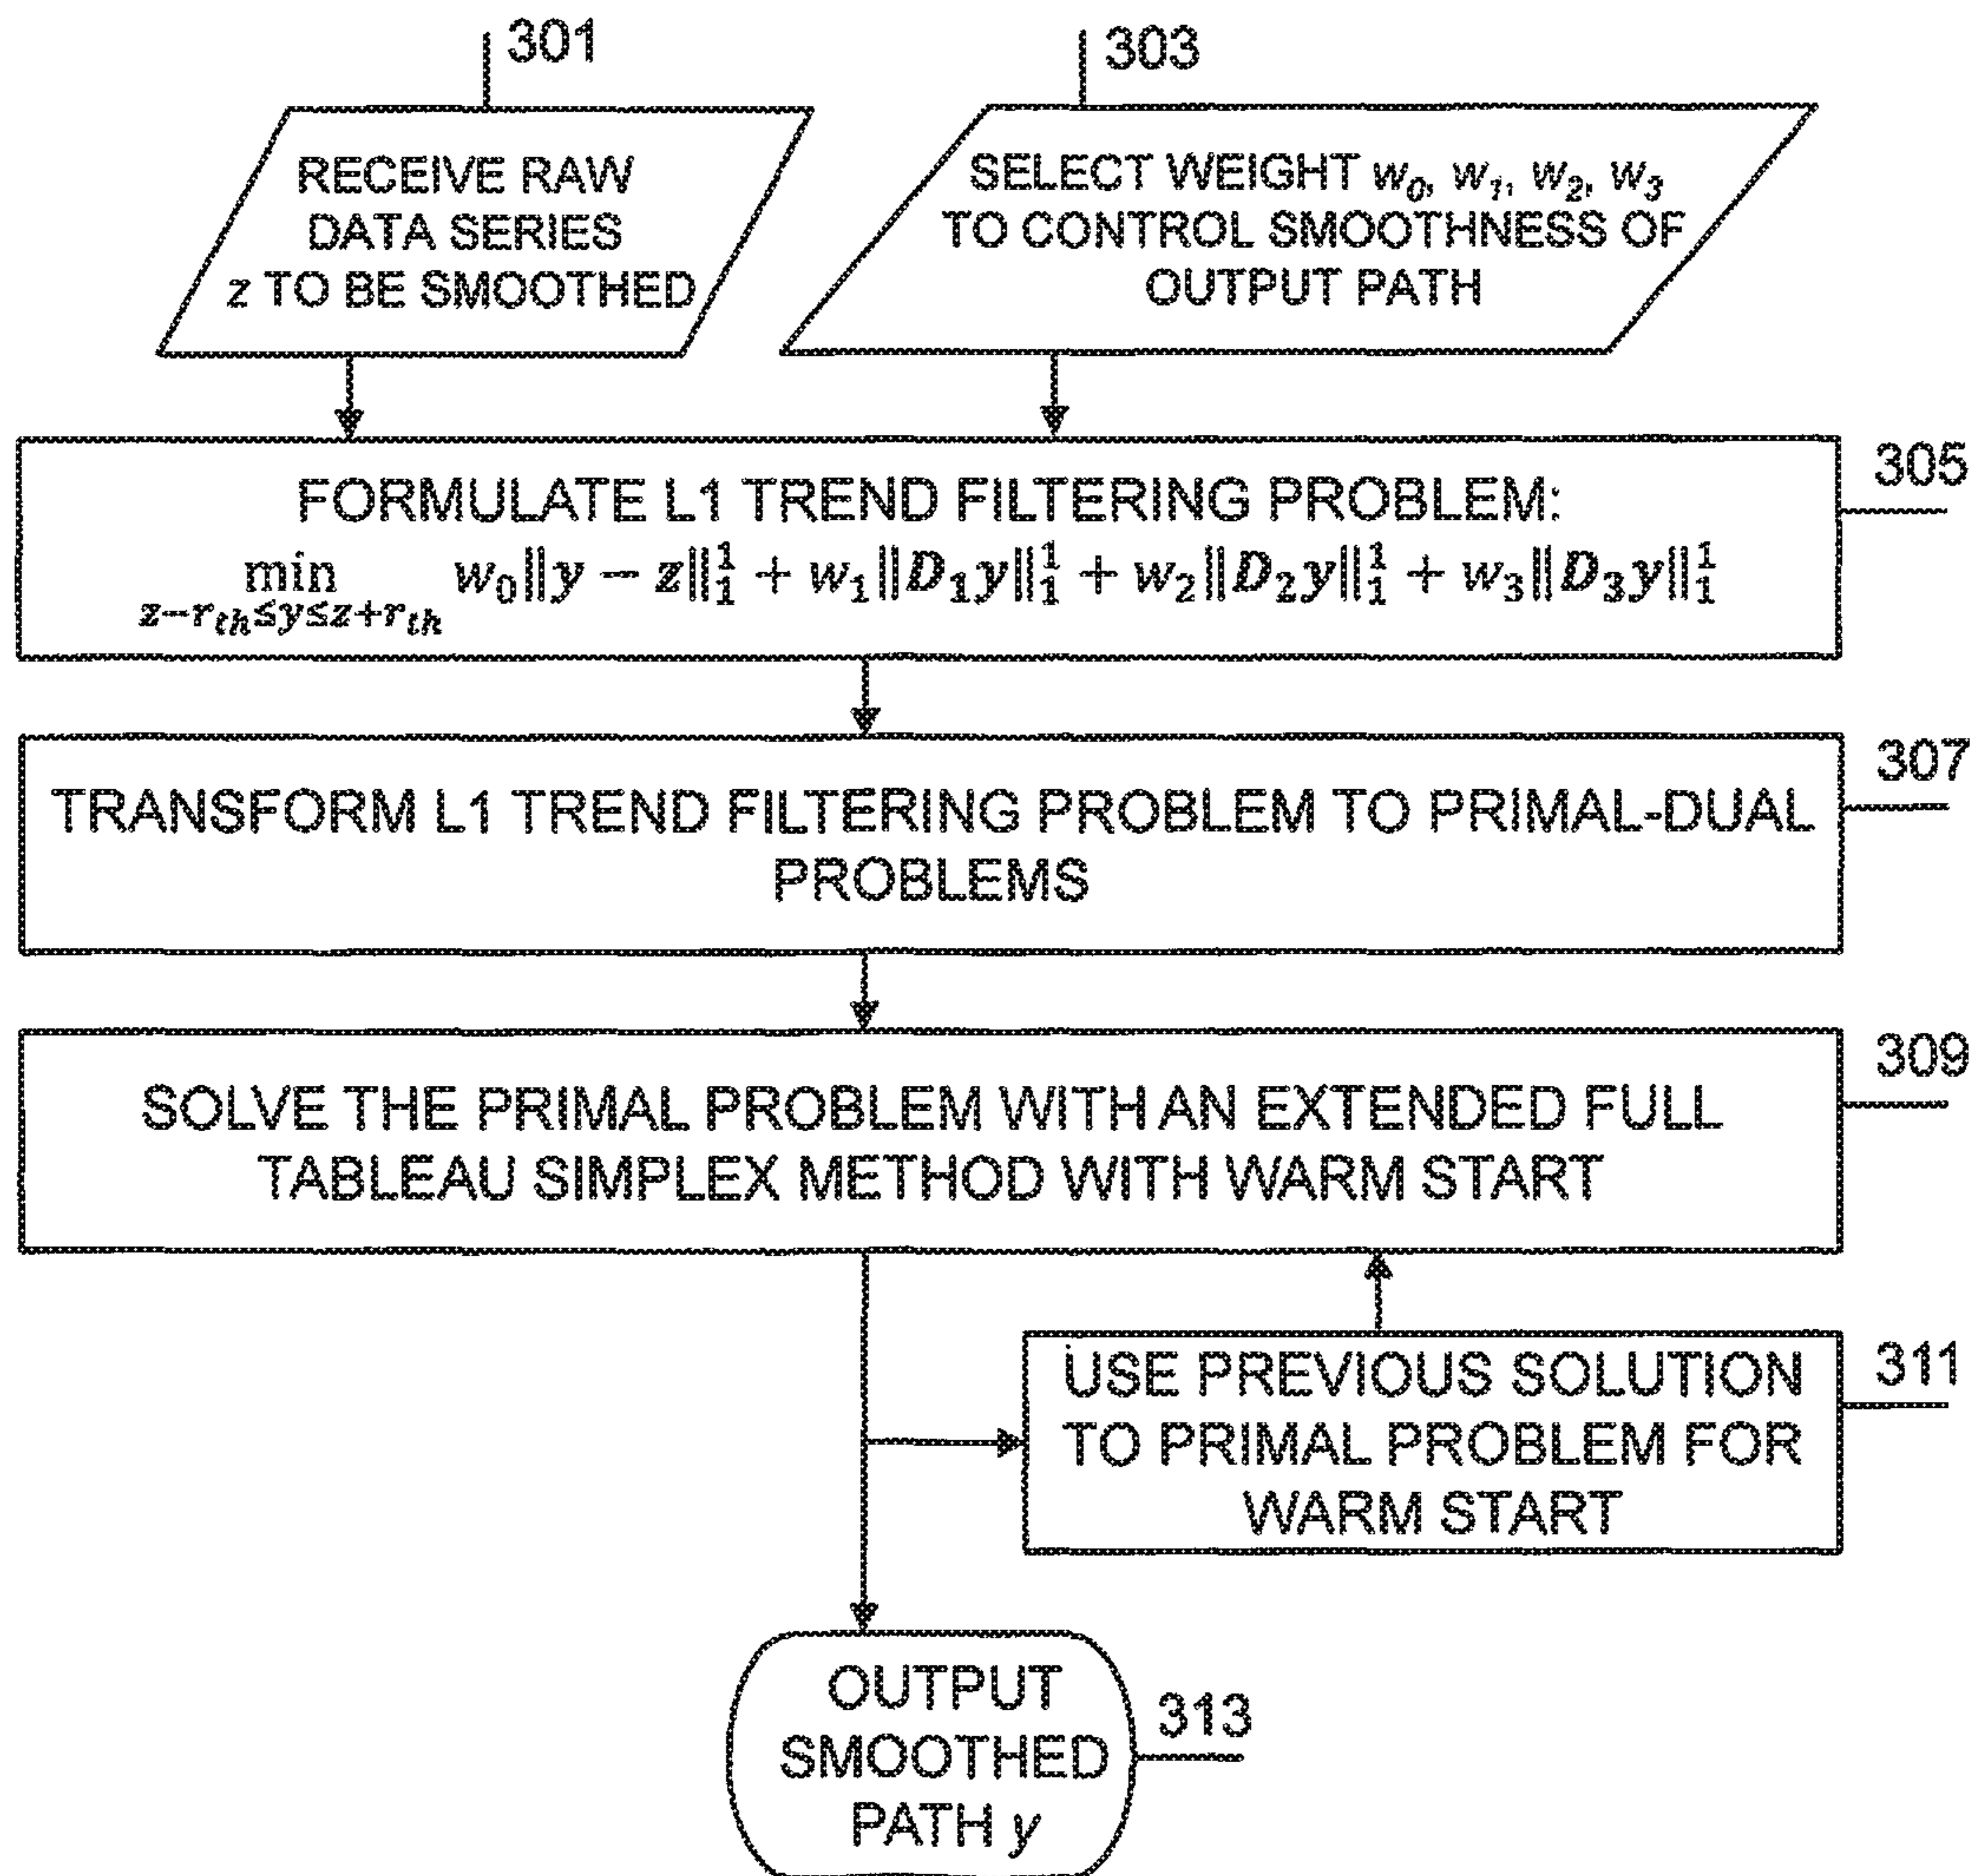 301
RECEIVE RAW
DATA SERIES
z TO BE SMOOTHED
303
SELECT WEIGHT w₀, w₁, w₂, w₃
TO CONTROL SMOOTHNESS OF
OUTPUT PATH
305
FORMULATE L1 TREND FILTERING PROBLEM:
min w₀||y − z||₁¹ + w₁||D₁y||₁¹ + w₂||D₂y||₁¹ + w₃||D₃y||₁¹
z−r_th≤y≤z+r_th
307
TRANSFORM L1 TREND FILTERING PROBLEM TO PRIMAL-DUAL
PROBLEMS
309
SOLVE THE PRIMAL PROBLEM WITH AN EXTENDED FULL
TABLEAU SIMPLEX METHOD WITH WARM START
311
USE PREVIOUS SOLUTION
TO PRIMAL PROBLEM FOR
WARM START
313
OUTPUT
SMOOTHED
PATH y